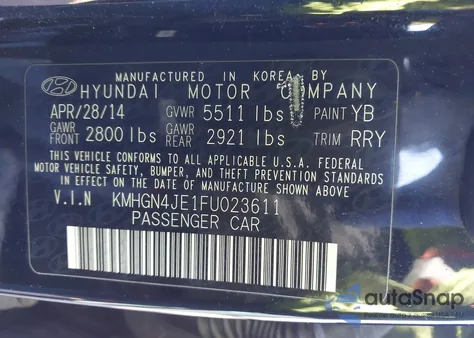 MANUFACTURED IN KOREA BY
HYUNDAI MOTOR COMPANY
APR/28/14 GVWR 5511 lbs PAINT YB
GAWR FRONT 2800 lbs GAWR REAR 2921 lbs TRIM RRY
THIS VEHICLE CONFORMS TO ALL APPLICABLE U.S.A. FEDERAL
MOTOR VEHICLE SAFETY, BUMPER, AND THEFT PREVENTION STANDARDS
IN EFFECT ON THE DATE OF MANUFACTURE SHOWN ABOVE
V.I.N KMHGN4JE1FU023611
PASSENGER CAR
autoSnap